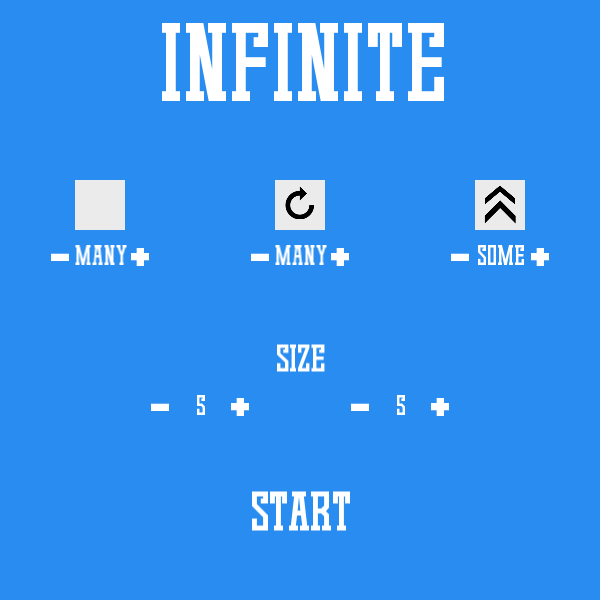 INFINITE
- MANY + - MANY + - SOME +
SIZE
- 5 + - 5 +
START